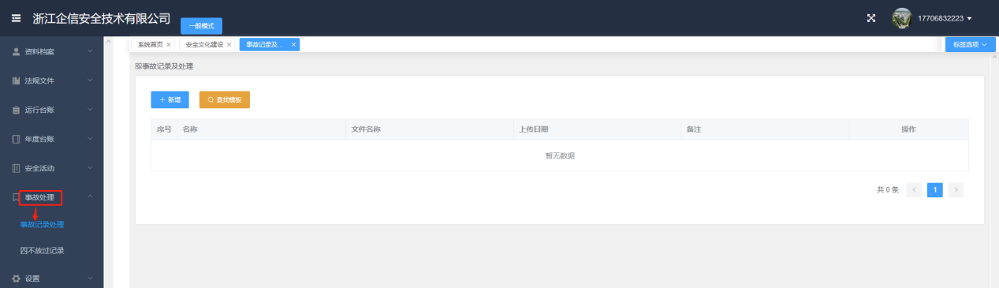 浙江企信安全技术有限公司
一般模式
17706832223
资料档案
法规文件
运行台账
年度台账
安全活动
事故处理
事故记录处理
四不放过记录
设置
系统首页 ×
安全文化建设 ×
事故记录及... ×
标签选项
事故记录及处理
+ 新增
查找模板
序号 名称 文件名称 上传日期 备注 操作
暂无数据
共 0 条 < 1 >